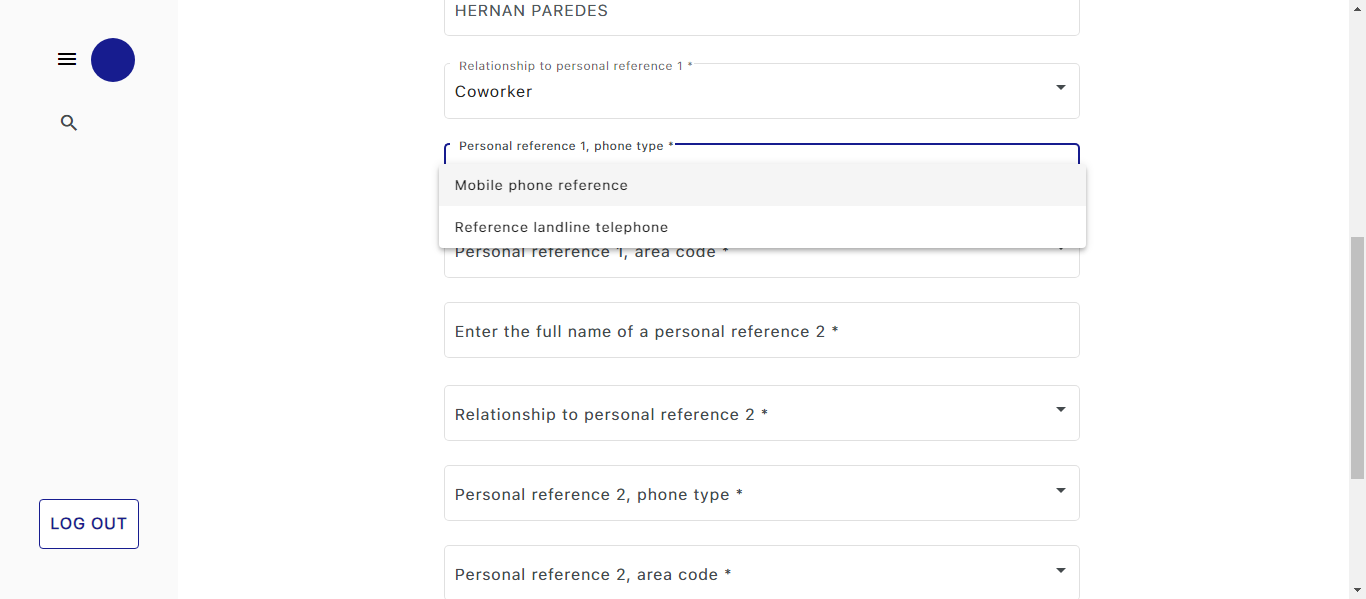 HERNAN PAREDES
Relationship to personal reference 1 *
Coworker
Personal reference 1, phone type *
Mobile phone reference
Reference landline telephone
Personal reference 1, area code *
Enter the full name of a personal reference 2 *
Relationship to personal reference 2 *
Personal reference 2, phone type *
LOG OUT
Personal reference 2, area code *